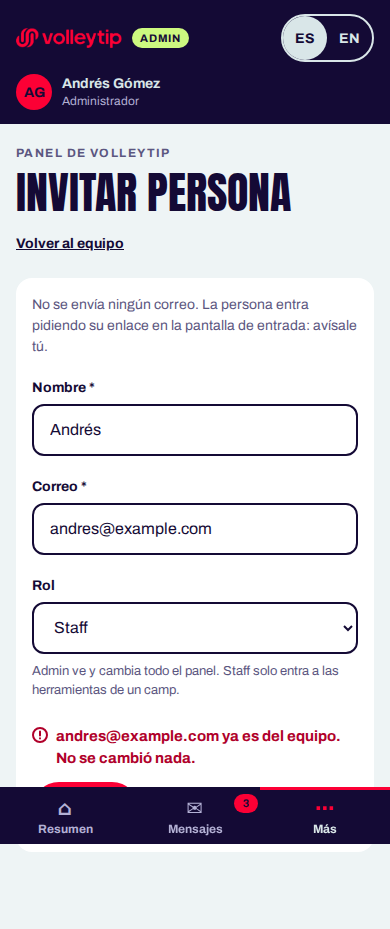 volleytip
ADMIN
ES
EN
AG
Andrés Gómez
Administrador
PANEL DE VOLLEYTIP
INVITAR PERSONA
Volver al equipo
No se envía ningún correo. La persona entra
pidiendo su enlace en la pantalla de entrada: avísale
tú.
Nombre *
Andrés
Correo *
andres@example.com
Rol
Staff
Admin ve y cambia todo el panel. Staff solo entra a las
herramientas de un camp.
andres@example.com ya es del equipo.
No se cambió nada.
Resumen
Mensajes
3
Más